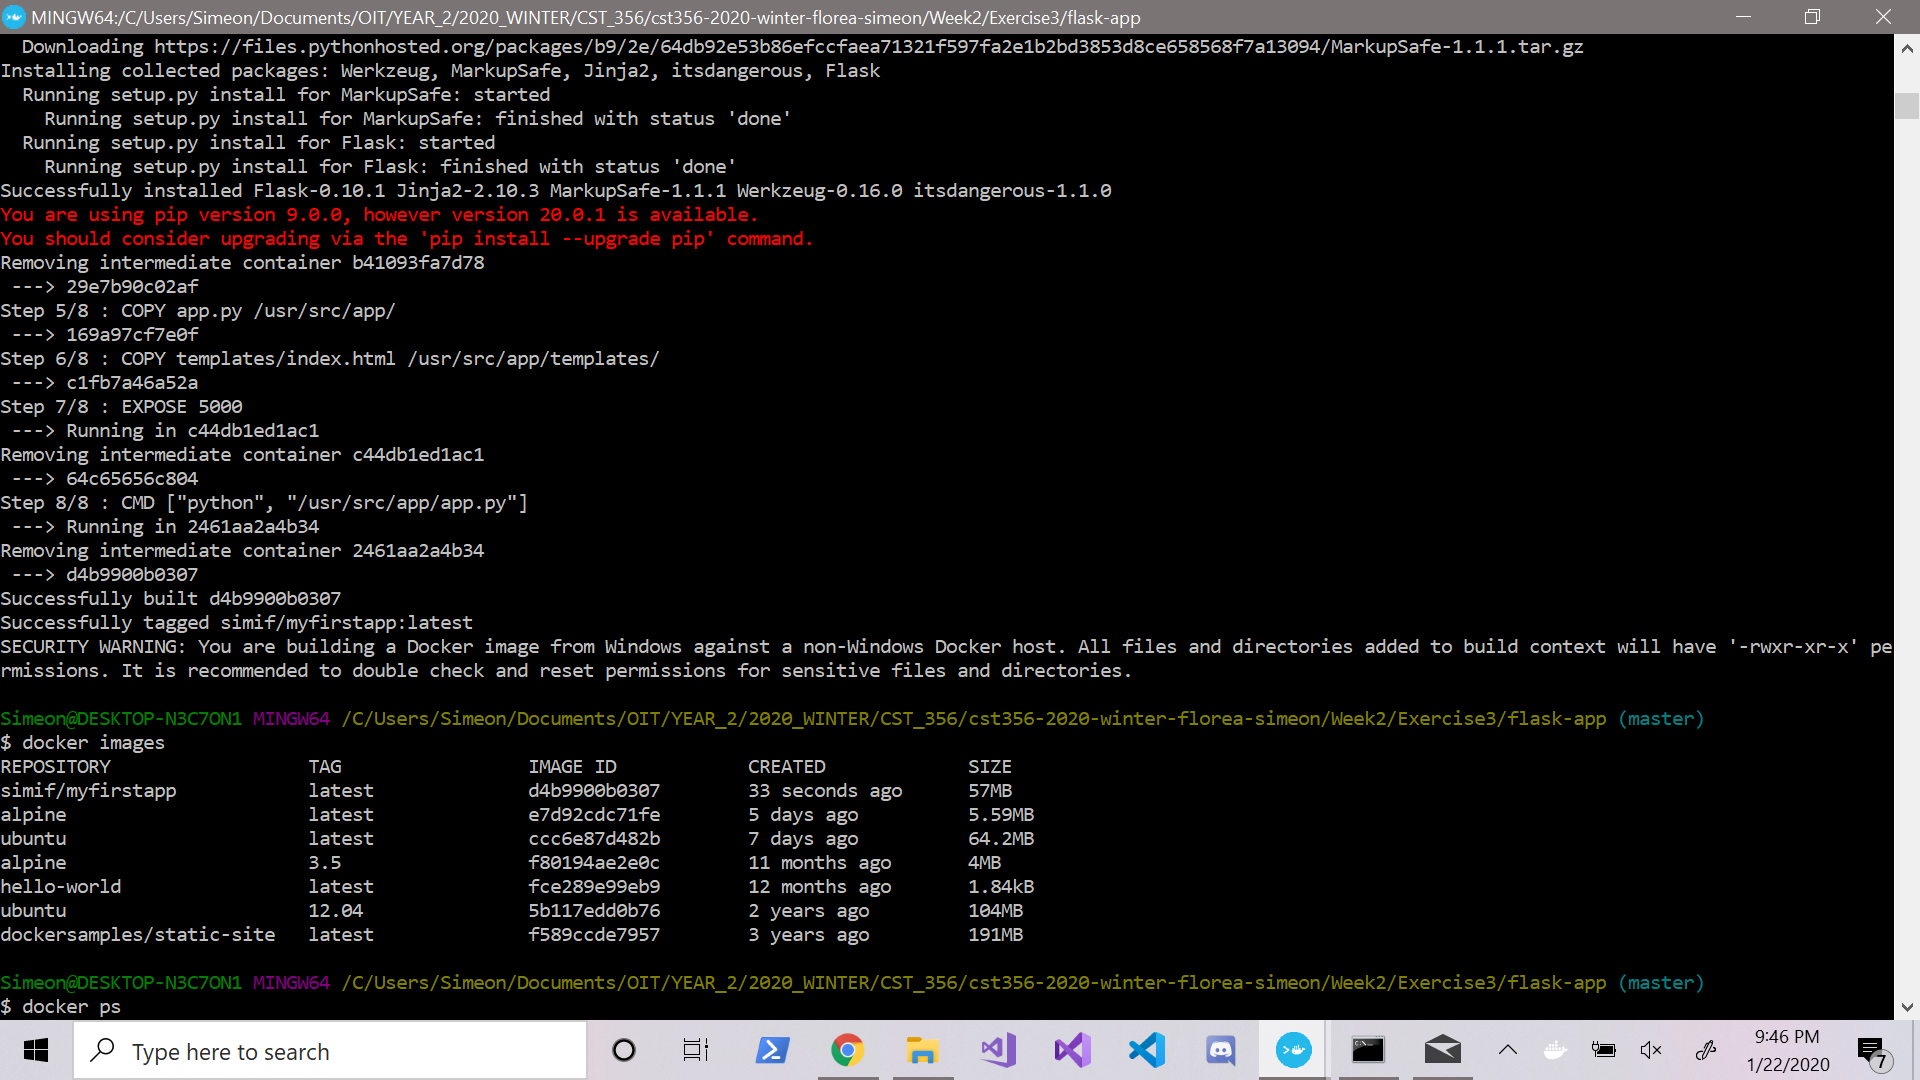 MINGW64:/C/Users/Simeon/Documents/OIT/YEAR_2/2020_WINTER/CST_356/cst356-2020-winter-florea-simeon/Week2/Exercise3/flask-app
Downloading https://files.pythonhosted.org/packages/b9/2e/64db92e53b86efccfaea71321f597fa2e1b2bd3853d8ce658568f7a13094/MarkupSafe-1.1.1.tar.gz
Installing collected packages: Werkzeug, MarkupSafe, Jinja2, itsdangerous, Flask
Running setup.py install for MarkupSafe: started
Running setup.py install for MarkupSafe: finished with status 'done'
Running setup.py install for Flask: started
Running setup.py install for Flask: finished with status 'done'
Successfully installed Flask-0.10.1 Jinja2-2.10.3 MarkupSafe-1.1.1 Werkzeug-0.16.0 itsdangerous-1.1.0
You are using pip version 9.0.0, however version 20.0.1 is available.
You should consider upgrading via the 'pip install --upgrade pip' command.
Removing intermediate container b41093fa7d78
---> 29e7b90c02af
Step 5/8 : COPY app.py /usr/src/app/
---> 169a97cf7e0f
Step 6/8 : COPY templates/index.html /usr/src/app/templates/
---> c1fb7a46a52a
Step 7/8 : EXPOSE 5000
---> Running in c44db1ed1ac1
Removing intermediate container c44db1ed1ac1
---> 64c65656c804
Step 8/8 : CMD ["python", "/usr/src/app/app.py"]
---> Running in 2461aa2a4b34
Removing intermediate container 2461aa2a4b34
---> d4b9900b0307
Successfully built d4b9900b0307
Successfully tagged simif/myfirstapp:latest
SECURITY WARNING: You are building a Docker image from Windows against a non-Windows Docker host. All files and directories added to build context will have '-rwxr-xr-x' pe
rmissions. It is recommended to double check and reset permissions for sensitive files and directories.
Simeon@DESKTOP-N3C7ON1 MINGW64 /C/Users/Simeon/Documents/OIT/YEAR_2/2020_WINTER/CST_356/cst356-2020-winter-florea-simeon/Week2/Exercise3/flask-app (master)
$ docker images
REPOSITORY TAG IMAGE ID CREATED SIZE
simif/myfirstapp latest d4b9900b0307 33 seconds ago 57MB
alpine latest e7d92cdc71fe 5 days ago 5.59MB
ubuntu latest ccc6e87d482b 7 days ago 64.2MB
alpine 3.5 f80194ae2e0c 11 months ago 4MB
hello-world latest fce289e99eb9 12 months ago 1.84kB
ubuntu 12.04 5b117edd0b76 2 years ago 104MB
dockersamples/static-site latest f589ccde7957 3 years ago 191MB
Simeon@DESKTOP-N3C7ON1 MINGW64 /C/Users/Simeon/Documents/OIT/YEAR_2/2020_WINTER/CST_356/cst356-2020-winter-florea-simeon/Week2/Exercise3/flask-app (master)
$ docker ps
Type here to search
9:46 PM
1/22/2020
7